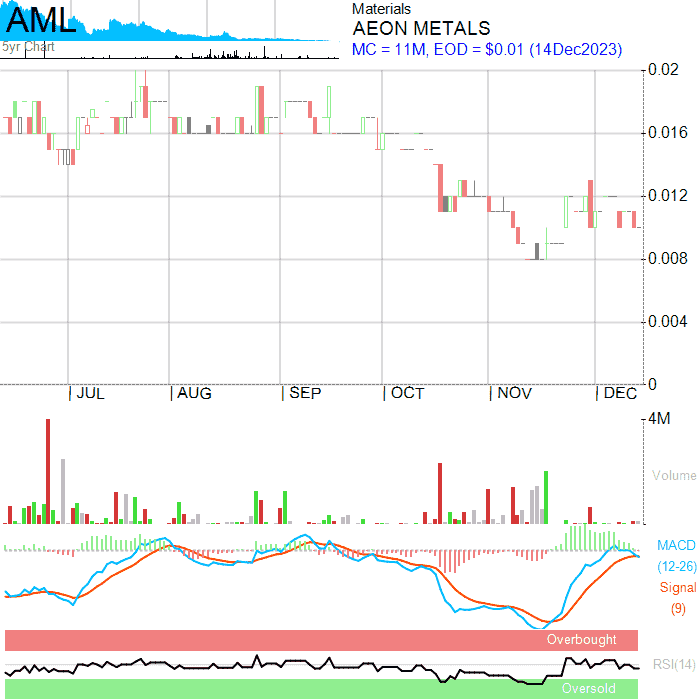 AML
5yr Chart
Materials
AEON METALS
MC = 11M, EOD = $0.01 (14Dec2023)
0.02
0.016
0.012
0.008
0.004
0
JUL AUG SEP OCT NOV DEC
4M
Volume
MACD
(12-26)
Signal
(9)
Overbought
RSI(14)
Oversold